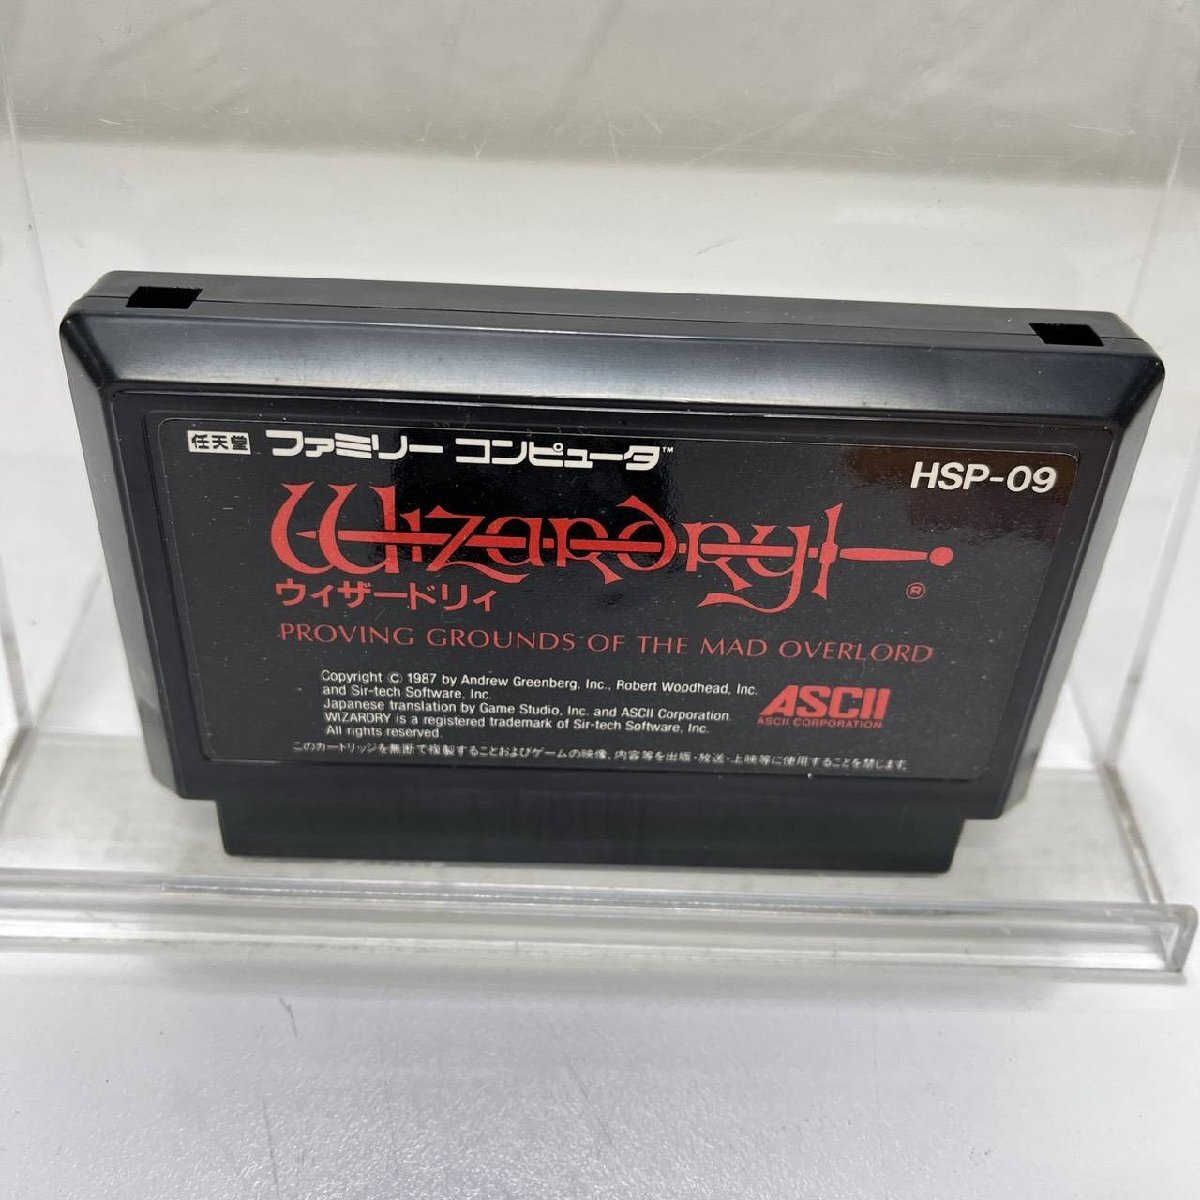 任天堂 ファミリー コンピュータ™
HSP-09
Wizardry
®
ウィザードリィ
PROVING GROUNDS OF THE MAD OVERLORD
Copyright © 1987 by Andrew Greenberg, Inc., Robert Woodhead, Inc.
and Sir-tech Software, Inc.
Japanese translation by Game Studio, Inc. and ASCII Corporation.
WIZARDRY is a registered trademark of Sir-tech Software, Inc.
All rights reserved.
ASCII
ASCII CORPORATION
このカートリッジを無断で複製することおよびゲームの映像、内容等を出版・放送・上映等に使用することを禁じます。